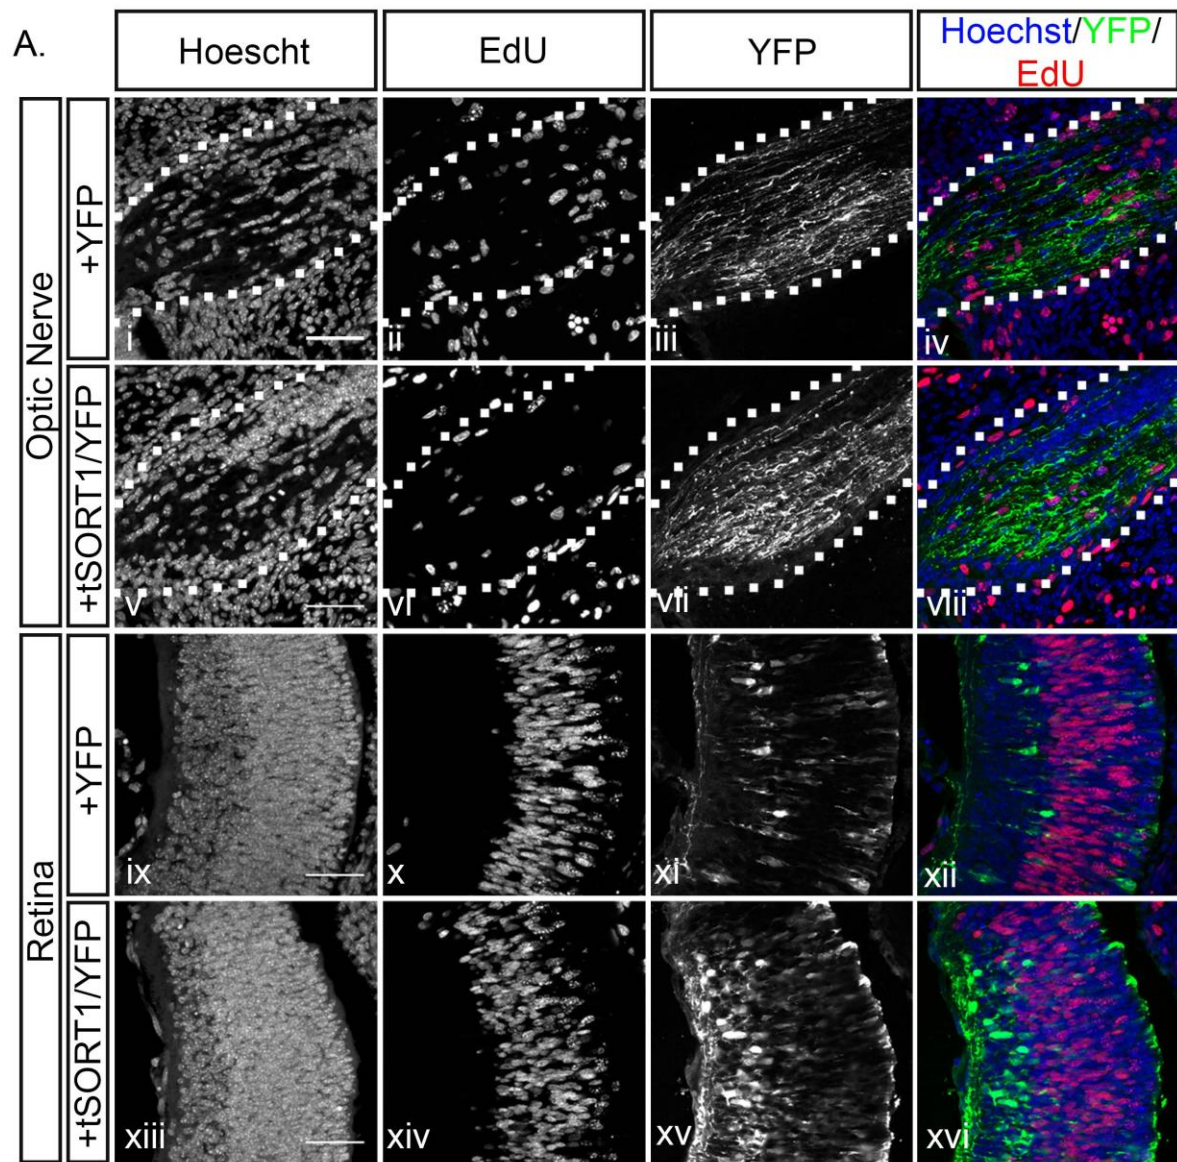 A.
Hoescht
EdU
YFP
Hoechst/YFP/
EdU
Optic Nerve
+YFP
i
ii
iii
iv
+tSORT1/YFP
v
vi
vii
viii
Retina
+YFP
ix
x
xi
xii
+tSORT1/YFP
xiii
xiv
xv
xvi